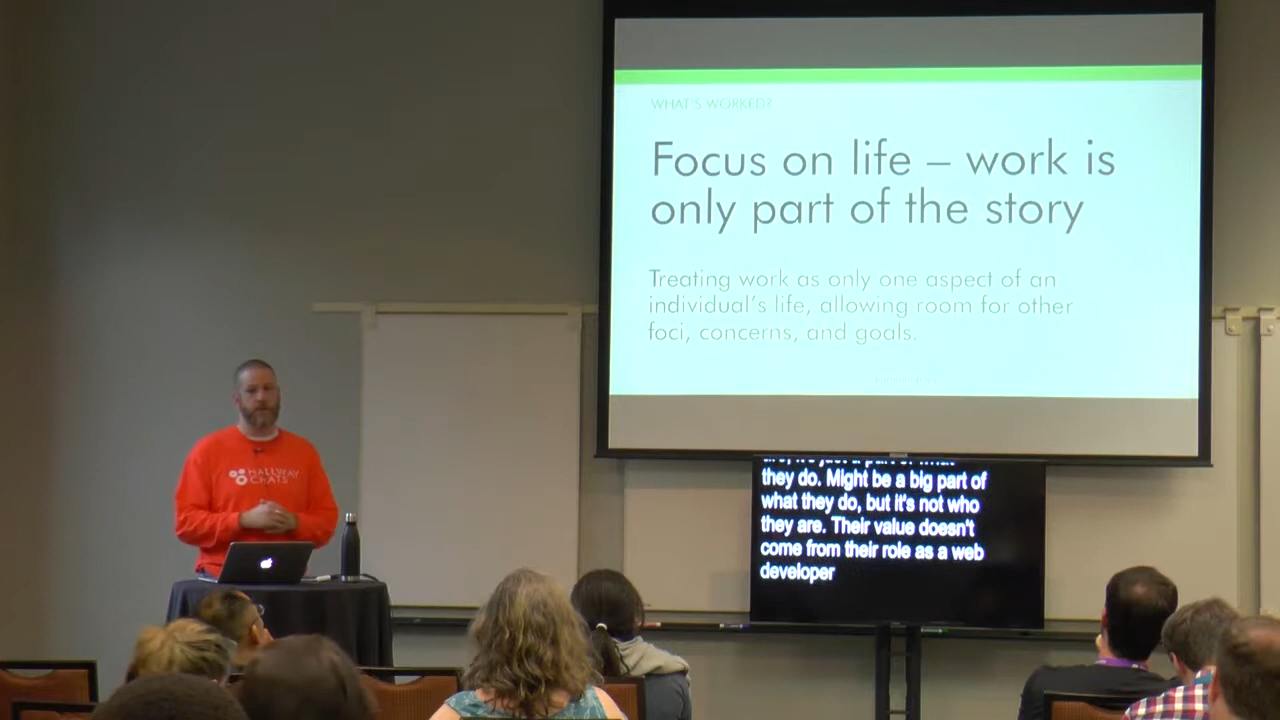 WHAT'S WORKED?
Focus on life – work is
only part of the story
Treating work as only one aspect of an
individual's life, allowing room for other
foci, concerns, and goals.
HALLWAY
CHATS
they do. Might be a big part of
what they do, but it's not who
they are. Their value doesn't
come from their role as a web
developer